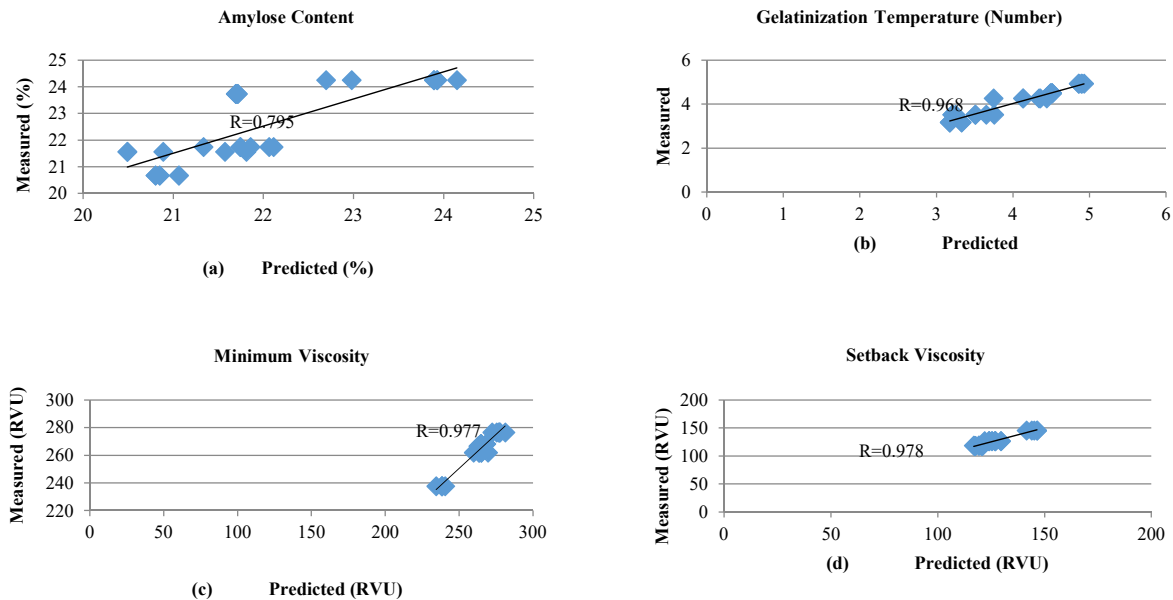 Amylose Content
Measured (%)
25
24
23
22
21
20
R=0.795
20 21 22 23 24 25
(a) Predicted (%)
Gelatinization Temperature (Number)
Measured
6
4
2
0
R=0.968
0 1 2 3 4 5 6
(b) Predicted
Minimum Viscosity
Measured (RVU)
300
280
260
240
220
R=0.977
0 50 100 150 200 250 300
(c) Predicted (RVU)
Setback Viscosity
Measured (RVU)
200
150
100
50
0
R=0.978
0 50 100 150 200
(d) Predicted (RVU)